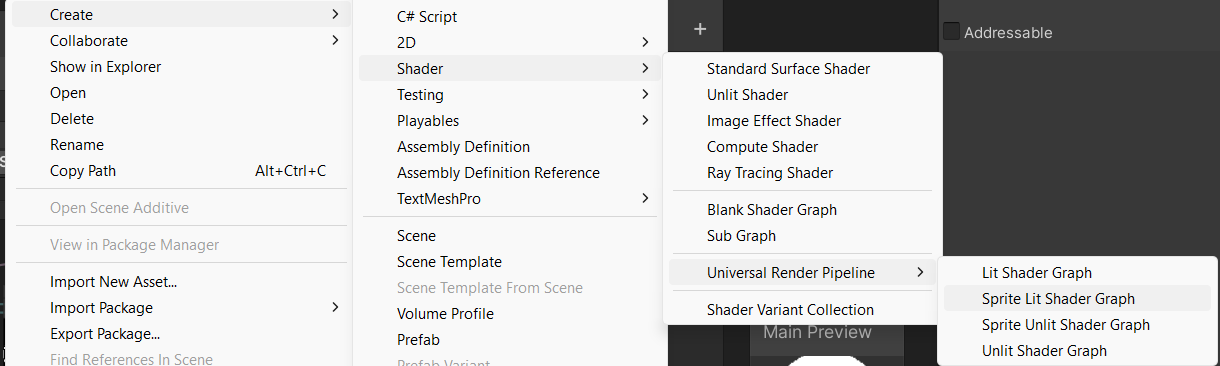 Create
Collaborate
Show in Explorer
Open
Delete
Rename
Copy Path Alt+Ctrl+C
Open Scene Additive
View in Package Manager
Import New Asset...
Import Package
Export Package...
Find References In Scene
C# Script
2D
Shader
Testing
Playables
Assembly Definition
Assembly Definition Reference
TextMeshPro
Scene
Scene Template
Scene Template From Scene
Volume Profile
Prefab
Prefab Variant
+
Standard Surface Shader
Unlit Shader
Image Effect Shader
Compute Shader
Ray Tracing Shader
Blank Shader Graph
Sub Graph
Universal Render Pipeline
Shader Variant Collection
Main Preview
Addressable
Lit Shader Graph
Sprite Lit Shader Graph
Sprite Unlit Shader Graph
Unlit Shader Graph